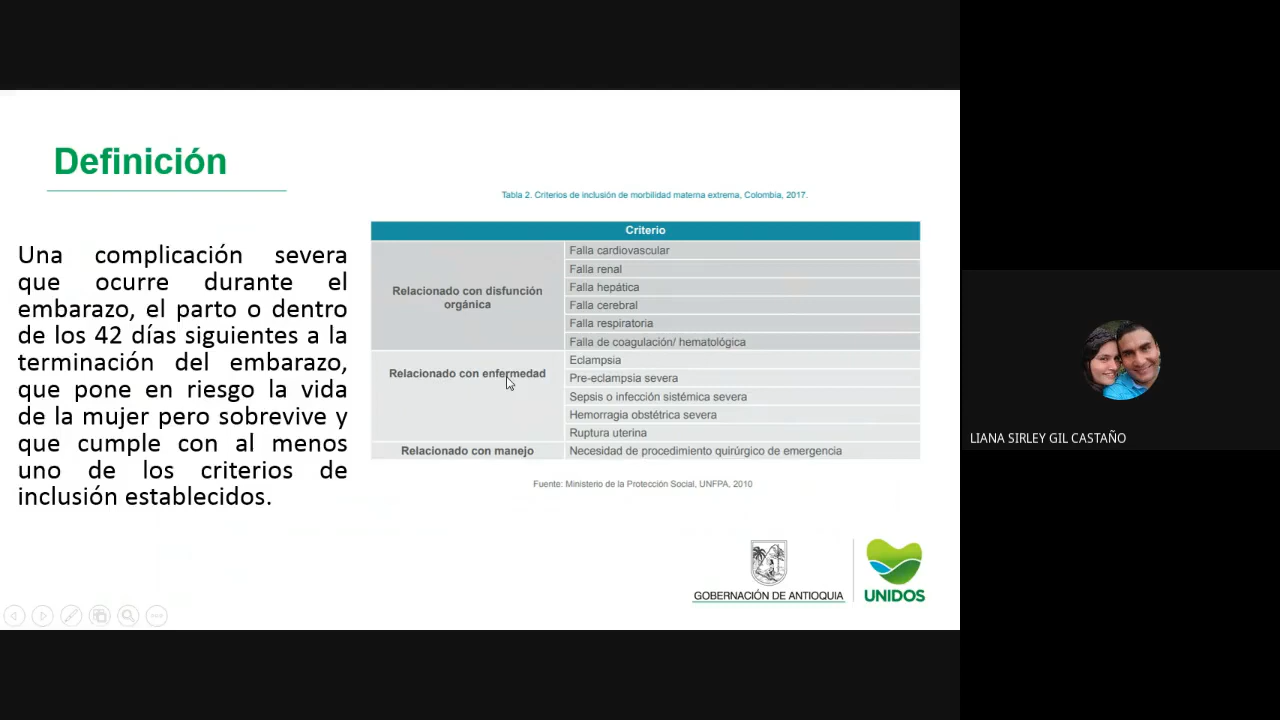 Definición
Una complicación severa
que ocurre durante el
embarazo, el parto o dentro
de los 42 días siguientes a la
terminación del embarazo,
que pone en riesgo la vida
de la mujer pero sobrevive y
que cumple con al menos
uno de los criterios de
inclusión establecidos.
Tabla 2. Criterios de inclusión de morbilidad materna extrema, Colombia, 2017.
Criterio
Relacionado con disfunción
orgánica
Falla cardiovascular
Falla renal
Falla hepática
Falla cerebral
Falla respiratoria
Falla de coagulación/ hematológica
Relacionado con enfermedad
Eclampsia
Pre-eclampsia severa
Sepsis o infección sistémica severa
Hemorragia obstétrica severa
Ruptura uterina
Relacionado con manejo
Necesidad de procedimiento quirúrgico de emergencia
Fuente: Ministerio de la Protección Social, UNFPA, 2010
GOBERNACIÓN DE ANTIOQUIA
UNIDOS
LIANA SIRLEY GIL CASTAÑO